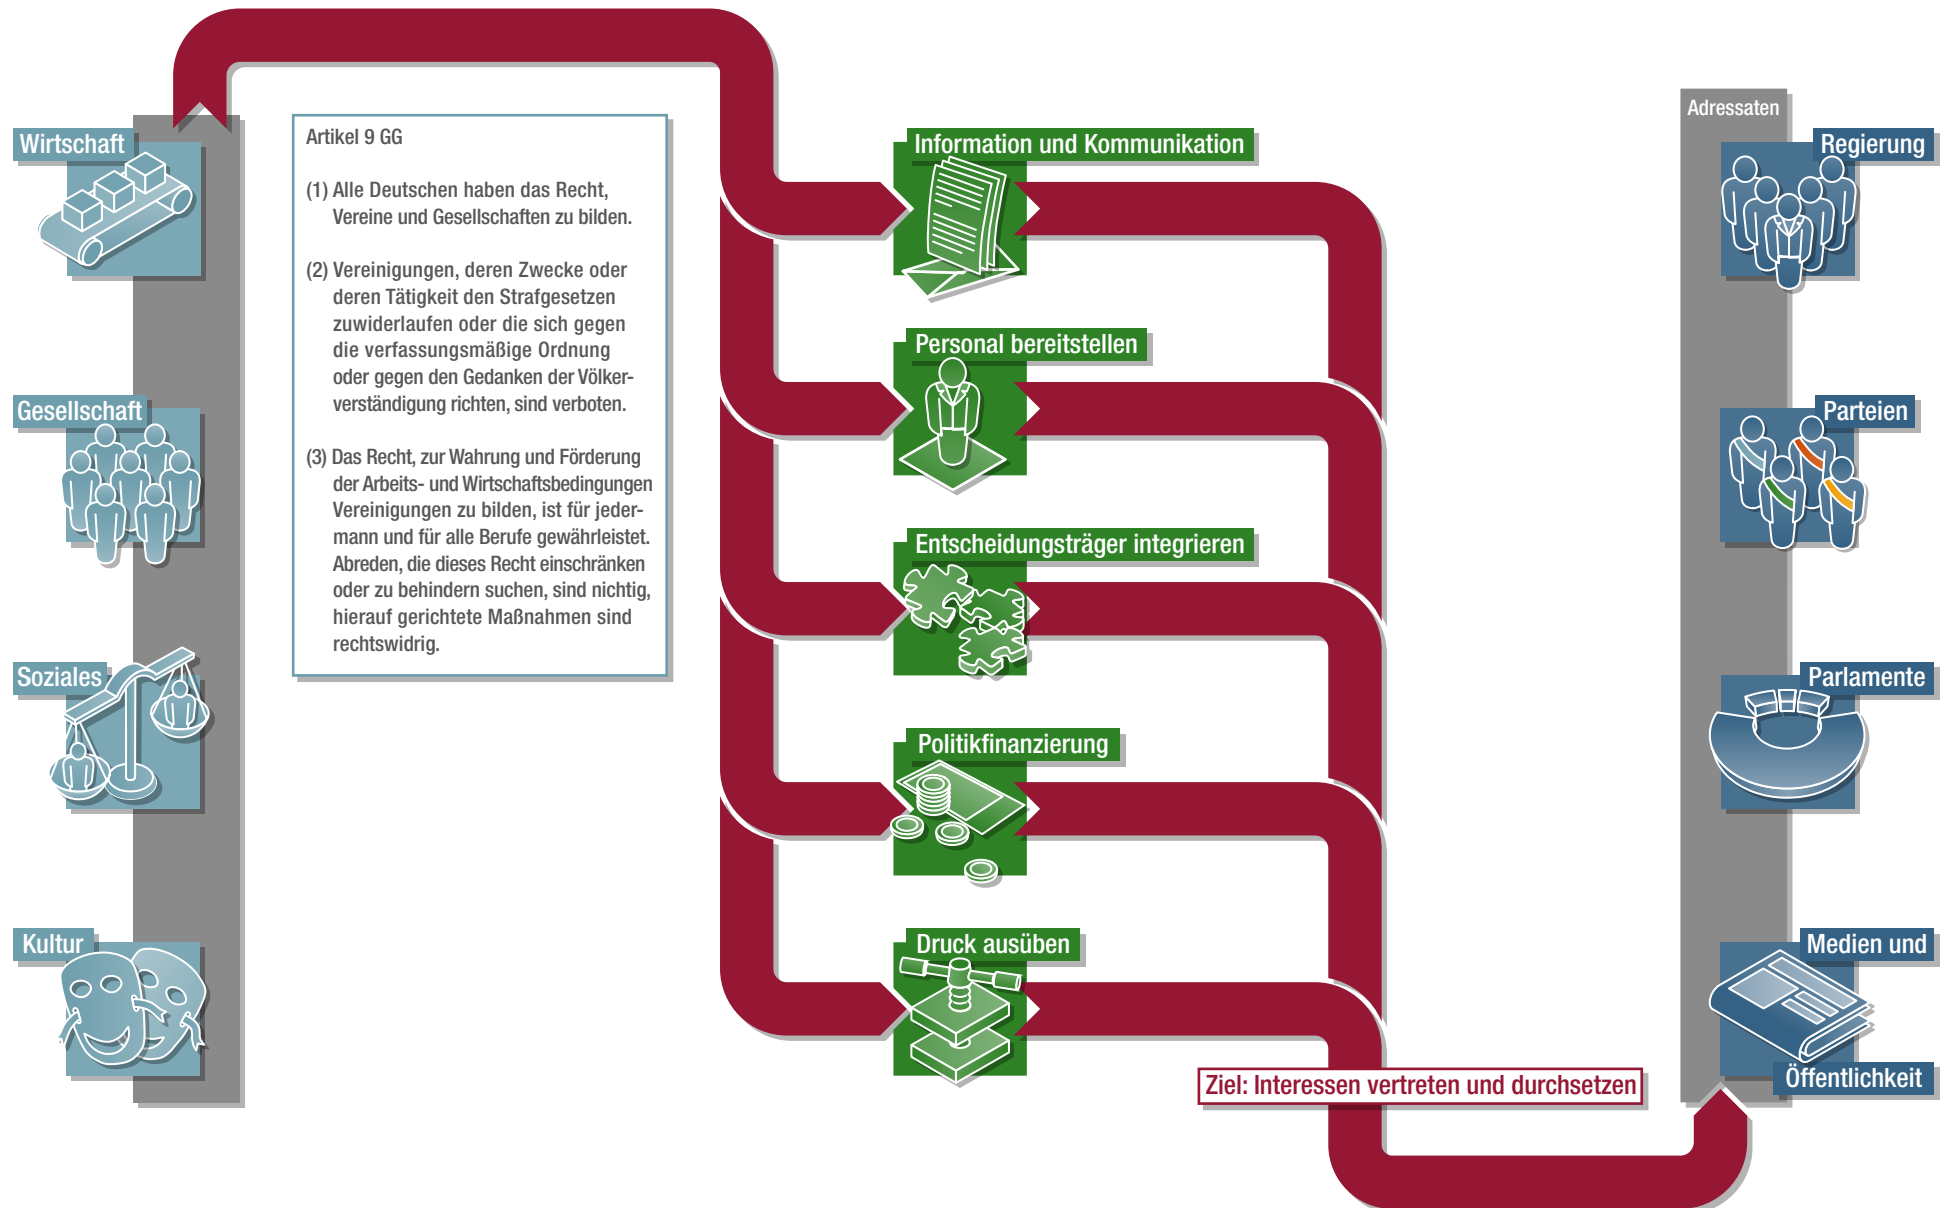 Wirtschaft
Gesellschaft
Soziales
Kultur
Artikel 9 GG
(1) Alle Deutschen haben das Recht,
Vereine und Gesellschaften zu bilden.
(2) Vereinigungen, deren Zwecke oder
deren Tätigkeit den Strafgesetzen
zuwiderlaufen oder die sich gegen
die verfassungsmäßige Ordnung
oder gegen den Gedanken der Völker-
verständigung richten, sind verboten.
(3) Das Recht, zur Wahrung und Förderung
der Arbeits- und Wirtschaftsbedingungen
Vereinigungen zu bilden, ist für jeder-
mann und für alle Berufe gewährleistet.
Abreden, die dieses Recht einschränken
oder zu behindern suchen, sind nichtig,
hierauf gerichtete Maßnahmen sind
rechtswidrig.
Information und Kommunikation
Personal bereitstellen
Entscheidungsträger integrieren
Politikfinanzierung
Druck ausüben
Ziel: Interessen vertreten und durchsetzen
Adressaten
Regierung
Parteien
Parlamente
Medien und
Öffentlichkeit